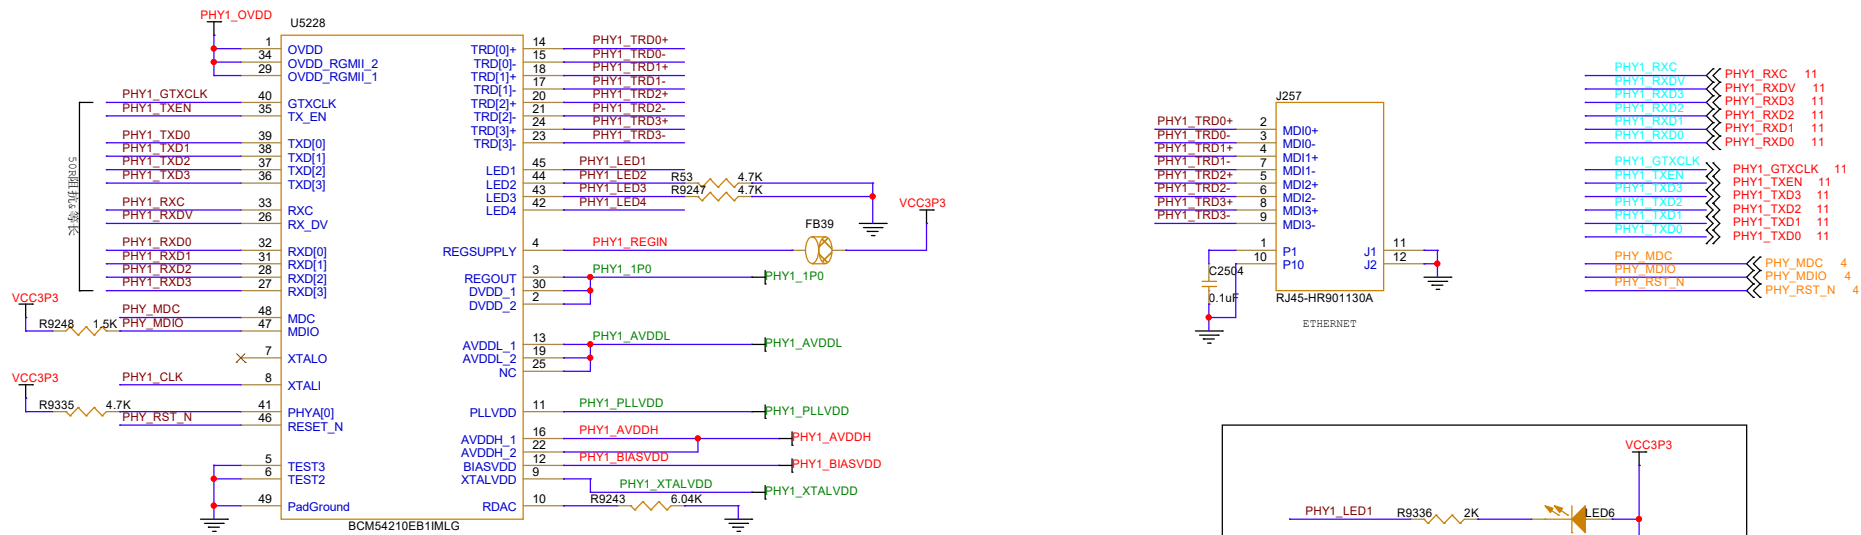 PHY1_OVDD
U5228
1 OVDD
34 OVDD_RGMII_2
29 OVDD_RGMII_1
PHY1_GTXCLK 40 GTXCLK
PHY1_TXEN 35 TX_EN
PHY1_TXD0 39 TXD[0]
PHY1_TXD1 38 TXD[1]
PHY1_TXD2 37 TXD[2]
PHY1_TXD3 36 TXD[3]
PHY1_RXC 33 RXC
PHY1_RXDV 26 RX_DV
PHY1_RXD0 32 RXD[0]
PHY1_RXD1 31 RXD[1]
PHY1_RXD2 28 RXD[2]
PHY1_RXD3 27 RXD[3]
VCC3P3
PHY_MDC 48 MDC
R9248 1.5K PHY_MDIO 47 MDIO
7 XTALO
VCC3P3
PHY1_CLK 8 XTALI
R9335 4.7K 41 PHYA[0]
PHY_RST_N 46 RESET_N
5 TEST3
6 TEST2
49 PadGround
BCM54210EB1IMLG
TRD[0]+ 14 PHY1_TRD0+
TRD[0]- 15 PHY1_TRD0-
TRD[1]+ 18 PHY1_TRD1+
TRD[1]- 17 PHY1_TRD1-
TRD[2]+ 20 PHY1_TRD2+
TRD[2]- 21 PHY1_TRD2-
TRD[3]+ 24 PHY1_TRD3+
TRD[3]- 23 PHY1_TRD3-
LED1 45 PHY1_LED1
LED2 44 PHY1_LED2 R53 4.7K
LED3 43 PHY1_LED3 R9247 4.7K
LED4 42 PHY1_LED4
VCC3P3
FB39
REGSUPPLY 4 PHY1_REGIN
REGOUT 3 PHY1_1P0 PHY1_1P0
DVDD_1 30
DVDD_2 2
AVDDL_1 13 PHY1_AVDDL PHY1_AVDDL
AVDDL_2 19
NC 25
PLLVDD 11 PHY1_PLLVDD PHY1_PLLVDD
AVDDH_1 16 PHY1_AVDDH PHY1_AVDDH
AVDDH_2 22
BIASVDD 12 PHY1_BIASVDD PHY1_BIASVDD
XTALVDD 9 PHY1_XTALVDD PHY1_XTALVDD
RDAC 10 R9243 6.04K
J257
PHY1_TRD0+ 2 MDI0+
PHY1_TRD0- 3 MDI0-
PHY1_TRD1+ 4 MDI1+
PHY1_TRD1- 7 MDI1-
PHY1_TRD2+ 5 MDI2+
PHY1_TRD2- 6 MDI2-
PHY1_TRD3+ 8 MDI3+
PHY1_TRD3- 9 MDI3-
1 P1 J1 11
10 P10 J2 12
C2504
0.1uF
RJ45-HR901130A
ETHERNET
PHY1_RXC PHY1_RXC 11
PHY1_RXDV PHY1_RXDV 11
PHY1_RXD3 PHY1_RXD3 11
PHY1_RXD2 PHY1_RXD2 11
PHY1_RXD1 PHY1_RXD1 11
PHY1_RXD0 PHY1_RXD0 11
PHY1_GTXCLK PHY1_GTXCLK 11
PHY1_TXEN PHY1_TXEN 11
PHY1_TXD3 PHY1_TXD3 11
PHY1_TXD2 PHY1_TXD2 11
PHY1_TXD1 PHY1_TXD1 11
PHY1_TXD0 PHY1_TXD0 11
PHY_MDC PHY_MDC 4
PHY_MDIO PHY_MDIO 4
PHY_RST_N PHY_RST_N 4
VCC3P3
PHY1_LED1 R9336 2K LED6